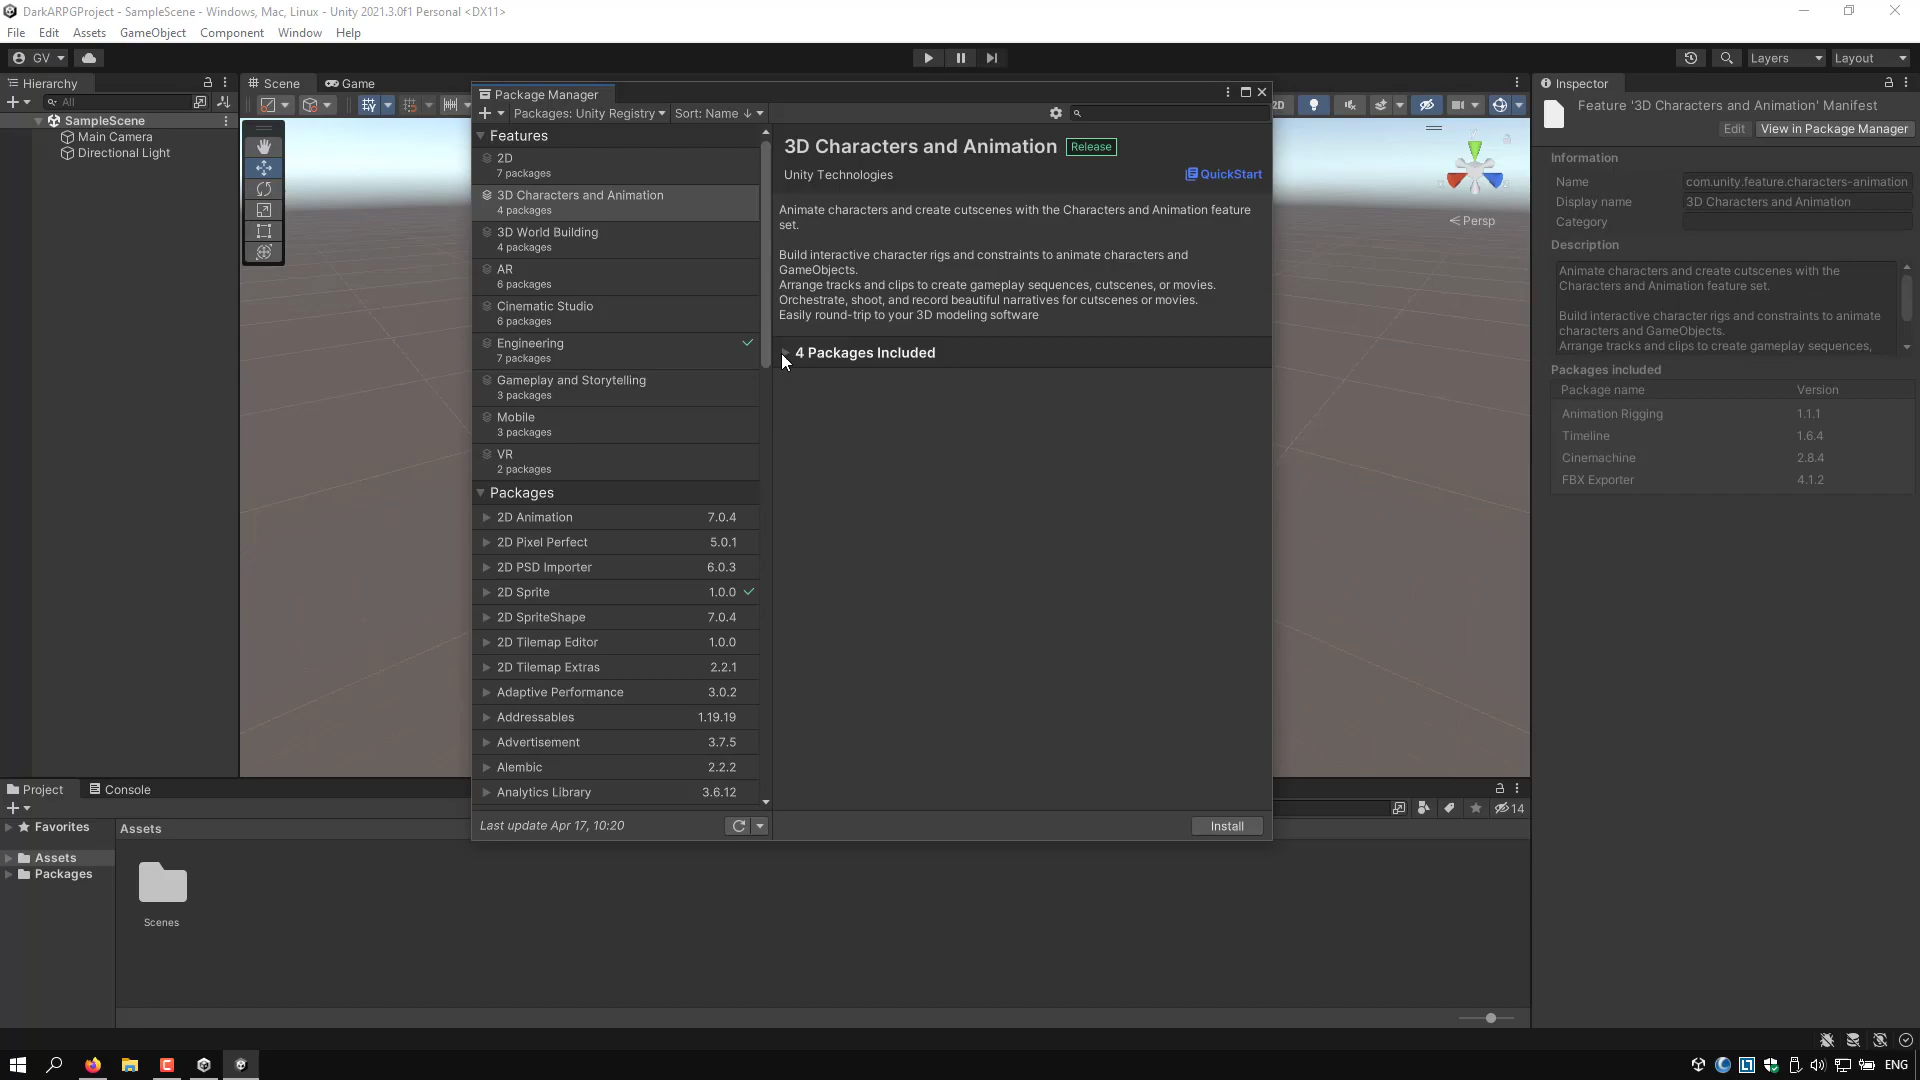 DarkARPGProject - SampleScene - Windows, Mac, Linux - Unity 2021.3.0f1 Personal <DX11>
File Edit Assets GameObject Component Window Help
GV
Layers
Layout
Hierarchy
All
SampleScene
Main Camera
Directional Light
Scene
Game
2D
Persp
Package Manager
Packages: Unity Registry
Sort: Name ↓
Features
2D
7 packages
3D Characters and Animation
4 packages
3D World Building
4 packages
AR
6 packages
Cinematic Studio
6 packages
Engineering
7 packages
Gameplay and Storytelling
3 packages
Mobile
3 packages
VR
2 packages
Packages
2D Animation 7.0.4
2D Pixel Perfect 5.0.1
2D PSD Importer 6.0.3
2D Sprite 1.0.0
2D SpriteShape 7.0.4
2D Tilemap Editor 1.0.0
2D Tilemap Extras 2.2.1
Adaptive Performance 3.0.2
Addressables 1.19.19
Advertisement 3.7.5
Alembic 2.2.2
Analytics Library 3.6.12
Last update Apr 17, 10:20
3D Characters and Animation Release
Unity Technologies
QuickStart
Animate characters and create cutscenes with the Characters and Animation feature
set.
Build interactive character rigs and constraints to animate characters and
GameObjects.
Arrange tracks and clips to create gameplay sequences, cutscenes, or movies.
Orchestrate, shoot, and record beautiful narratives for cutscenes or movies.
Easily round-trip to your 3D modeling software
4 Packages Included
Install
Inspector
Feature '3D Characters and Animation' Manifest
Edit
View in Package Manager
Information
Name com.unity.feature.characters-animation
Display name 3D Characters and Animation
Category
Description
Animate characters and create cutscenes with the
Characters and Animation feature set.
Build interactive character rigs and constraints to animate
characters and GameObjects.
Arrange tracks and clips to create gameplay sequences,
Packages included
Package name Version
Animation Rigging 1.1.1
Timeline 1.6.4
Cinemachine 2.8.4
FBX Exporter 4.1.2
Project
Console
14
Favorites
Assets
Packages
Assets
Scenes
ENG